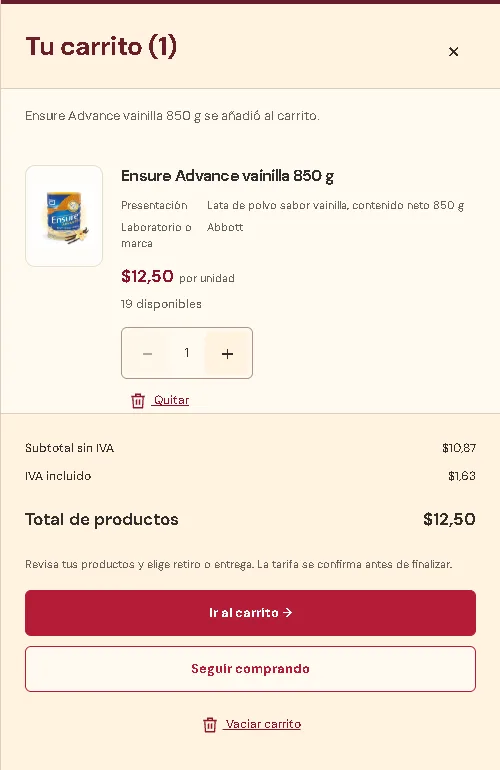 Tu carrito (1)
×
Ensure Advance vainilla 850 g se añadió al carrito.
Ensure Advance vainilla 850 g
Presentación Lata de polvo sabor vainilla, contenido neto 850 g
Laboratorio o marca Abbott
$12,50 por unidad
19 disponibles
− 1 +
Quitar
Subtotal sin IVA $10,87
IVA incluido $1,63
Total de productos $12,50
Revisa tus productos y elige retiro o entrega. La tarifa se confirma antes de finalizar.
Ir al carrito →
Seguir comprando
Vaciar carrito
Ensure